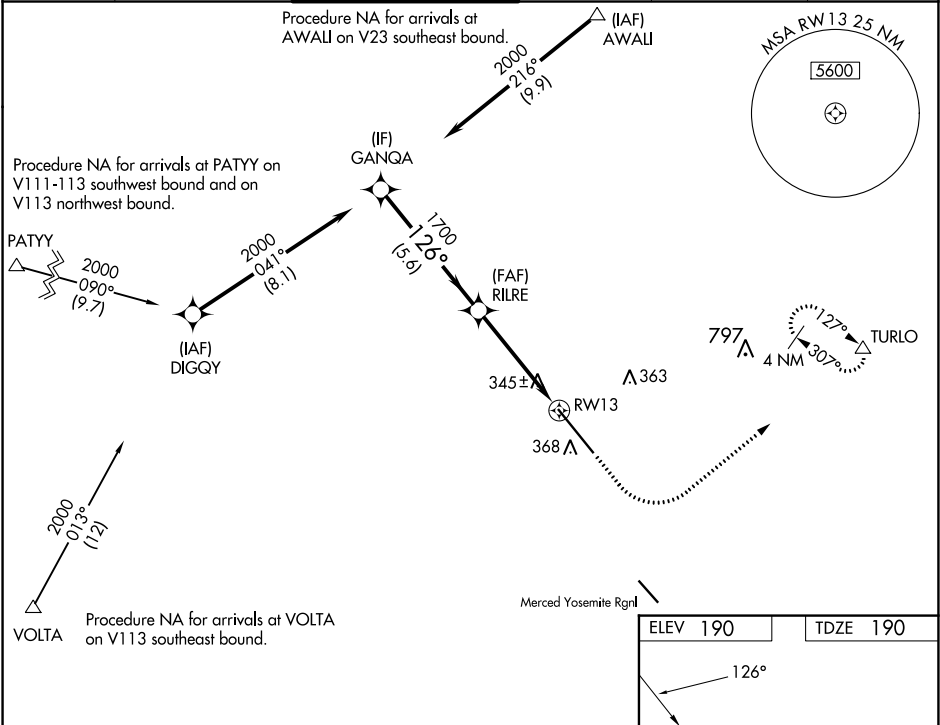 Procedure NA for arrivals at
AWALI on V23 southeast bound.
(IAF)
AWALI
2000
216°
(9.9)
MSA RW13 25 NM
5600
(IF)
GANQA
Procedure NA for arrivals at PATYY on
V111-113 southwest bound and on
V113 northwest bound.
PATYY
2000
090°
(9.7)
2000
041°
(8.1)
1700
126°
(5.6)
(FAF)
RILRE
(IAF)
DIGQY
797
4 NM
127°
307°
TURLO
345±
363
RW13
368
2000
013°
(12)
VOLTA
Procedure NA for arrivals at VOLTA
on V113 southeast bound.
Merced Yosemite Rgnl
ELEV 190
TDZE 190
126°